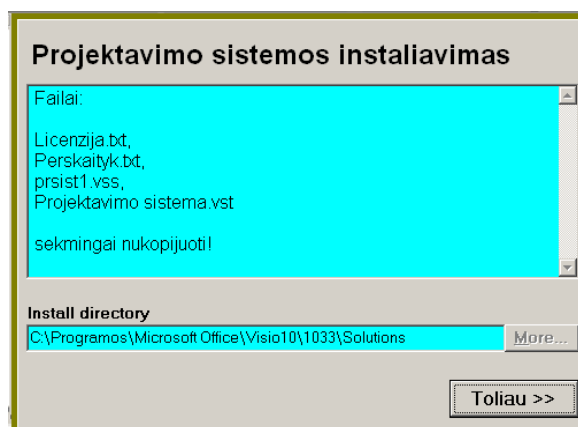 Projektavimo sistemos instaliavimas
Failai:
Licenzija.txt,
Perskaityk.txt,
prsist1.vss,
Projektavimo sistema.vst
sekmingai nukopijuoti!
Install directory
C:\Programos\Microsoft Office\Visio10\1033\Solutions
More...
Toliau >>